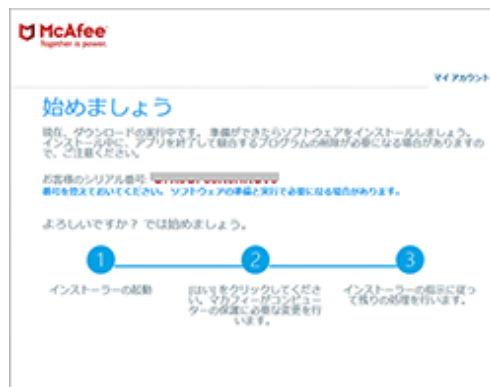 McAfee
Together is power.
マイ アカウント
始めましょう
現在、ダウンロードの実行中です。準備ができたらソフトウェアをインストールしましょう。
インストール中に、アプリを終了して競合するプログラムの削除が必要になる場合がありますの
で、ご注意ください。
お客様のシリアル番号:
番号を控えておいてください。ソフトウェアの準備と実行で必要になる場合があります。
よろしいですか? では始めましょう。
1
2
3
インストーラーの起動
[はい] をクリックしてくださ
い。マカフィーがコンピュー
ターの保護に必要な変更を行
います。
インストーラーの指示に従っ
て残りの処理を行います。